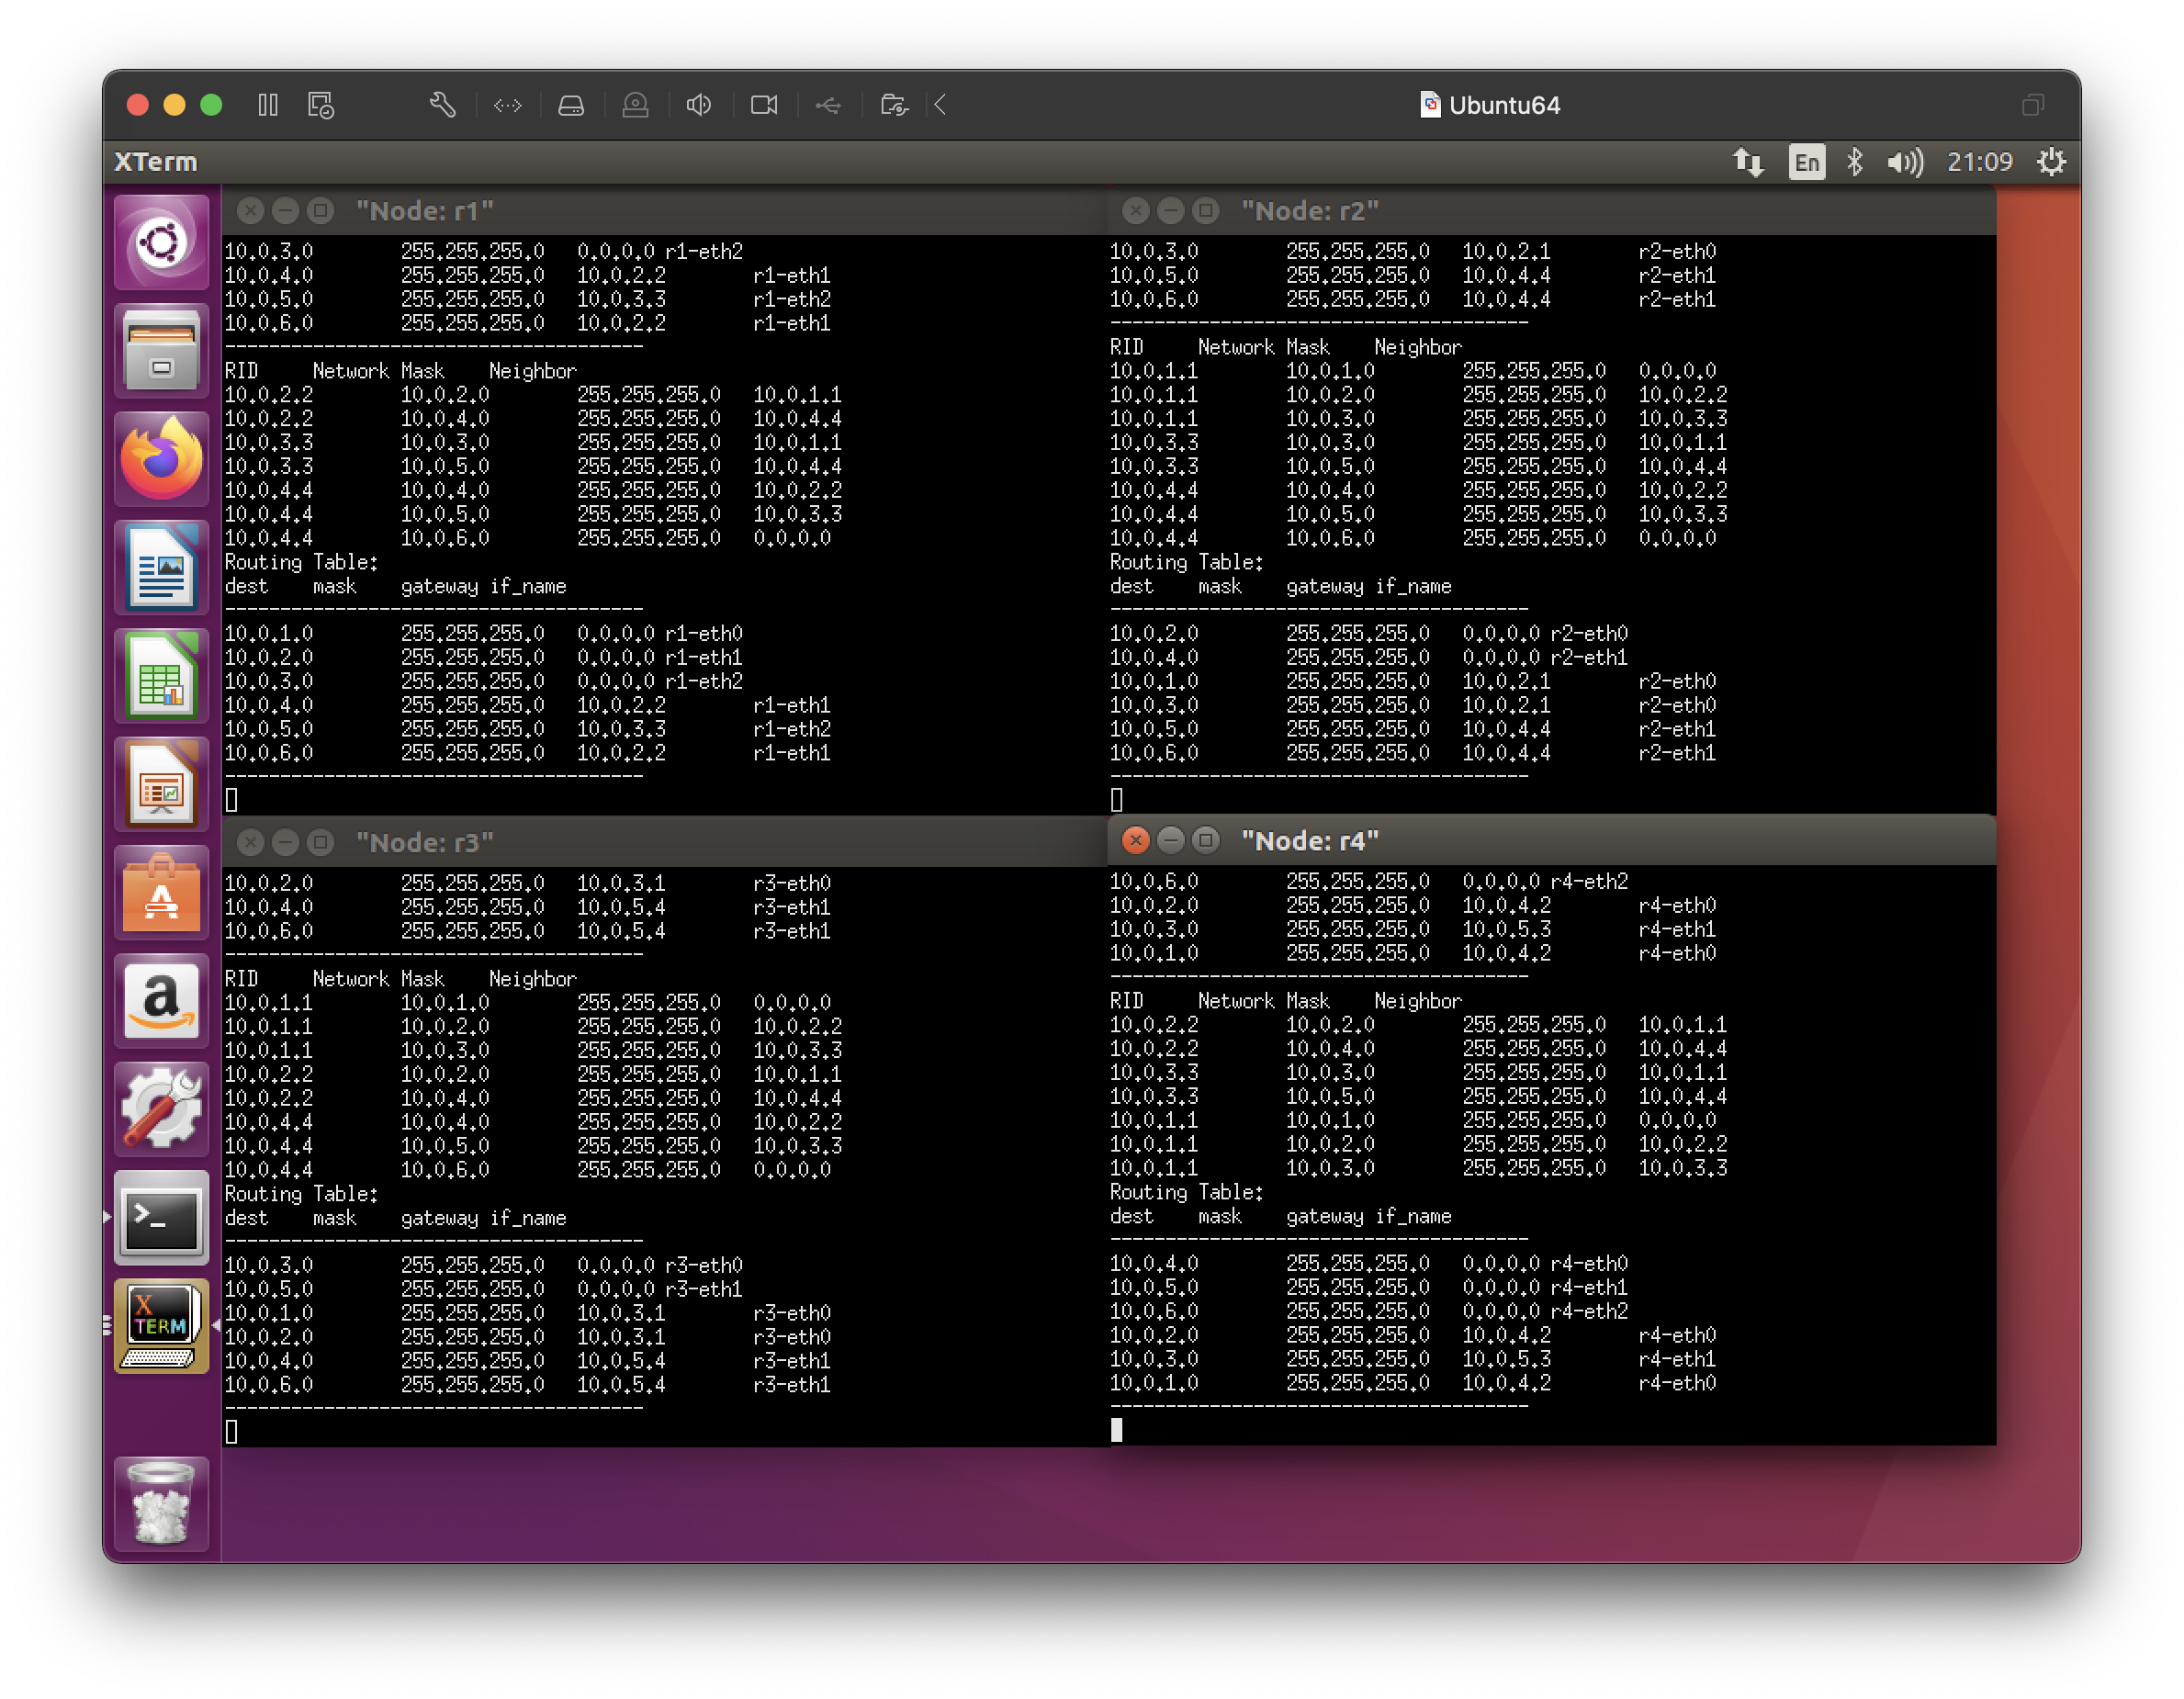 Ubuntu64
XTerm
En
21:09
"Node: r1"
10.0.3.0 255.255.255.0 0.0.0.0 r1-eth2
10.0.4.0 255.255.255.0 10.0.2.2 r1-eth1
10.0.5.0 255.255.255.0 10.0.3.3 r1-eth2
10.0.6.0 255.255.255.0 10.0.2.2 r1-eth1
--------------------------------------
RID Network Mask Neighbor
10.0.2.2 10.0.2.0 255.255.255.0 10.0.1.1
10.0.2.2 10.0.4.0 255.255.255.0 10.0.4.4
10.0.3.3 10.0.3.0 255.255.255.0 10.0.1.1
10.0.3.3 10.0.5.0 255.255.255.0 10.0.4.4
10.0.4.4 10.0.4.0 255.255.255.0 10.0.2.2
10.0.4.4 10.0.5.0 255.255.255.0 10.0.3.3
10.0.4.4 10.0.6.0 255.255.255.0 0.0.0.0
Routing Table:
dest mask gateway if_name
--------------------------------------
10.0.1.0 255.255.255.0 0.0.0.0 r1-eth0
10.0.2.0 255.255.255.0 0.0.0.0 r1-eth1
10.0.3.0 255.255.255.0 0.0.0.0 r1-eth2
10.0.4.0 255.255.255.0 10.0.2.2 r1-eth1
10.0.5.0 255.255.255.0 10.0.3.3 r1-eth2
10.0.6.0 255.255.255.0 10.0.2.2 r1-eth1
--------------------------------------
"Node: r2"
10.0.3.0 255.255.255.0 10.0.2.1 r2-eth0
10.0.5.0 255.255.255.0 10.0.4.4 r2-eth1
10.0.6.0 255.255.255.0 10.0.4.4 r2-eth1
--------------------------------------
RID Network Mask Neighbor
10.0.1.1 10.0.1.0 255.255.255.0 0.0.0.0
10.0.1.1 10.0.2.0 255.255.255.0 10.0.2.2
10.0.1.1 10.0.3.0 255.255.255.0 10.0.3.3
10.0.3.3 10.0.3.0 255.255.255.0 10.0.1.1
10.0.3.3 10.0.5.0 255.255.255.0 10.0.4.4
10.0.4.4 10.0.4.0 255.255.255.0 10.0.2.2
10.0.4.4 10.0.5.0 255.255.255.0 10.0.3.3
10.0.4.4 10.0.6.0 255.255.255.0 0.0.0.0
Routing Table:
dest mask gateway if_name
--------------------------------------
10.0.2.0 255.255.255.0 0.0.0.0 r2-eth0
10.0.4.0 255.255.255.0 0.0.0.0 r2-eth1
10.0.1.0 255.255.255.0 10.0.2.1 r2-eth0
10.0.3.0 255.255.255.0 10.0.2.1 r2-eth0
10.0.5.0 255.255.255.0 10.0.4.4 r2-eth1
10.0.6.0 255.255.255.0 10.0.4.4 r2-eth1
--------------------------------------
"Node: r3"
10.0.2.0 255.255.255.0 10.0.3.1 r3-eth0
10.0.4.0 255.255.255.0 10.0.5.4 r3-eth1
10.0.6.0 255.255.255.0 10.0.5.4 r3-eth1
--------------------------------------
RID Network Mask Neighbor
10.0.1.1 10.0.1.0 255.255.255.0 0.0.0.0
10.0.1.1 10.0.2.0 255.255.255.0 10.0.2.2
10.0.1.1 10.0.3.0 255.255.255.0 10.0.3.3
10.0.2.2 10.0.2.0 255.255.255.0 10.0.1.1
10.0.2.2 10.0.4.0 255.255.255.0 10.0.4.4
10.0.4.4 10.0.4.0 255.255.255.0 10.0.2.2
10.0.4.4 10.0.5.0 255.255.255.0 10.0.3.3
10.0.4.4 10.0.6.0 255.255.255.0 0.0.0.0
Routing Table:
dest mask gateway if_name
--------------------------------------
10.0.3.0 255.255.255.0 0.0.0.0 r3-eth0
10.0.5.0 255.255.255.0 0.0.0.0 r3-eth1
10.0.1.0 255.255.255.0 10.0.3.1 r3-eth0
10.0.2.0 255.255.255.0 10.0.3.1 r3-eth0
10.0.4.0 255.255.255.0 10.0.5.4 r3-eth1
10.0.6.0 255.255.255.0 10.0.5.4 r3-eth1
--------------------------------------
"Node: r4"
10.0.6.0 255.255.255.0 0.0.0.0 r4-eth2
10.0.2.0 255.255.255.0 10.0.4.2 r4-eth0
10.0.3.0 255.255.255.0 10.0.5.3 r4-eth1
10.0.1.0 255.255.255.0 10.0.4.2 r4-eth0
--------------------------------------
RID Network Mask Neighbor
10.0.2.2 10.0.2.0 255.255.255.0 10.0.1.1
10.0.2.2 10.0.4.0 255.255.255.0 10.0.4.4
10.0.3.3 10.0.3.0 255.255.255.0 10.0.1.1
10.0.3.3 10.0.5.0 255.255.255.0 10.0.4.4
10.0.1.1 10.0.1.0 255.255.255.0 0.0.0.0
10.0.1.1 10.0.2.0 255.255.255.0 10.0.2.2
10.0.1.1 10.0.3.0 255.255.255.0 10.0.3.3
Routing Table:
dest mask gateway if_name
--------------------------------------
10.0.4.0 255.255.255.0 0.0.0.0 r4-eth0
10.0.5.0 255.255.255.0 0.0.0.0 r4-eth1
10.0.6.0 255.255.255.0 0.0.0.0 r4-eth2
10.0.2.0 255.255.255.0 10.0.4.2 r4-eth0
10.0.3.0 255.255.255.0 10.0.5.3 r4-eth1
10.0.1.0 255.255.255.0 10.0.4.2 r4-eth0
--------------------------------------
A
a
>_
X
TERM